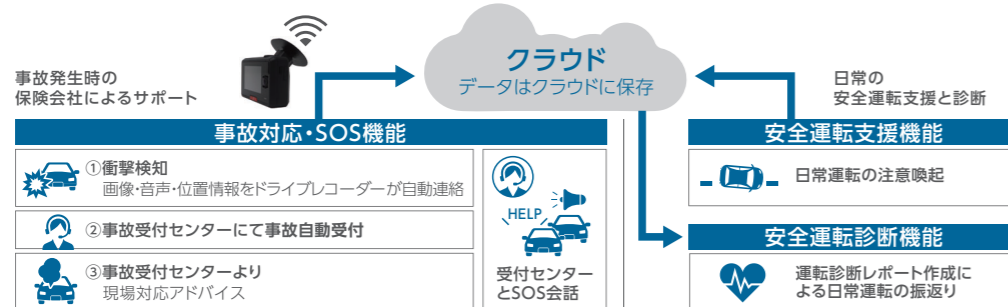 事故発生時の
保険会社によるサポート
クラウド
データはクラウドに保存
日常の
安全運転支援と診断
事故対応・SOS機能
①衝撃検知
画像・音声・位置情報をドライブレコーダーが自動連絡
②事故受付センターにて事故自動受付
③事故受付センターより
現場対応アドバイス
HELP
受付センター
とSOS会話
安全運転支援機能
日常運転の注意喚起
安全運転診断機能
運転診断レポート作成に
よる日常運転の振返り